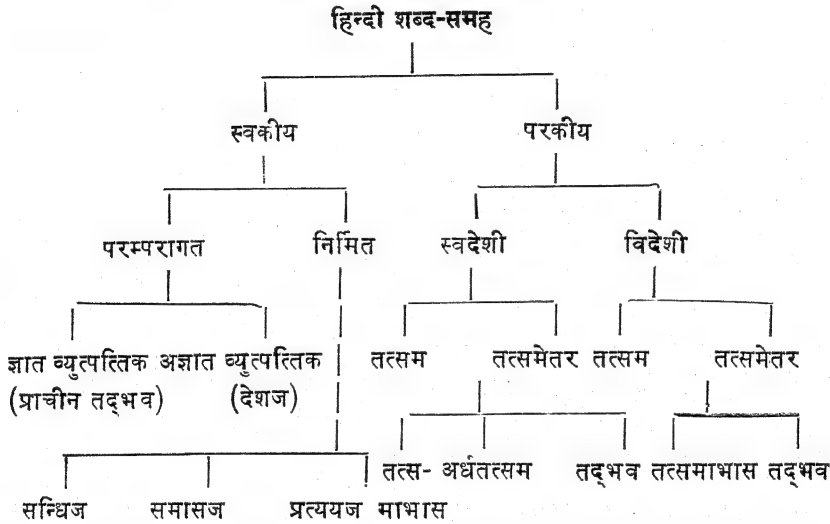 हिन्दी शब्द-समह
स्वकीय परकीय
परम्परागत निर्मित स्वदेशी विदेशी
ज्ञात व्युत्पत्तिक अज्ञात व्युत्पत्तिक तत्सम तत्समेतर तत्सम तत्समेतर
(प्राचीन तद्‌भव) (देशज)
तत्स- अर्धतत्सम तद्‌भव तत्समाभास तद्‌भव
सन्धिज समासज प्रत्ययज माभास